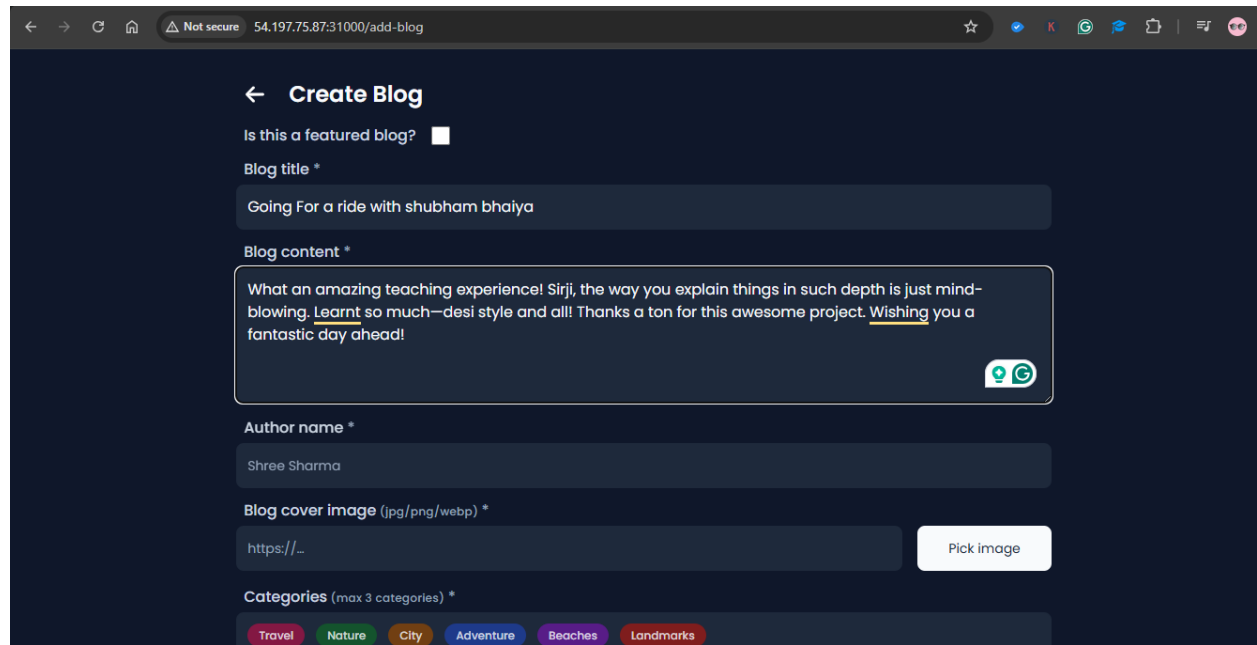 Not secure 54.197.75.87:31000/add-blog K
Create Blog
Is this a featured blog?
Blog title *
Going For a ride with shubham bhaiya
Blog content *
What an amazing teaching experience! Sirji, the way you explain things in such depth is just mind-
blowing. Learnt so much—desi style and all! Thanks a ton for this awesome project. Wishing you a
fantastic day ahead!
Author name *
Shree Sharma
Blog cover image (jpg/png/webp) *
https://… Pick image
Categories (max 3 categories) *
Travel Nature City Adventure Beaches Landmarks